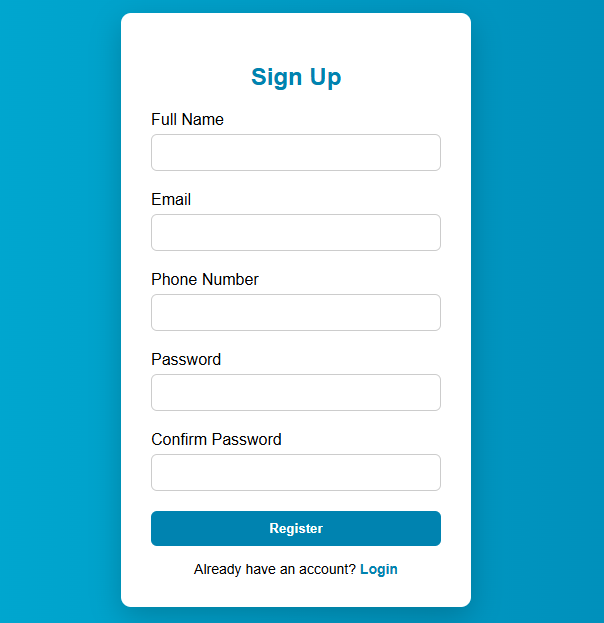 Sign Up
Full Name
Email
Phone Number
Password
Confirm Password
Register
Already have an account? Login